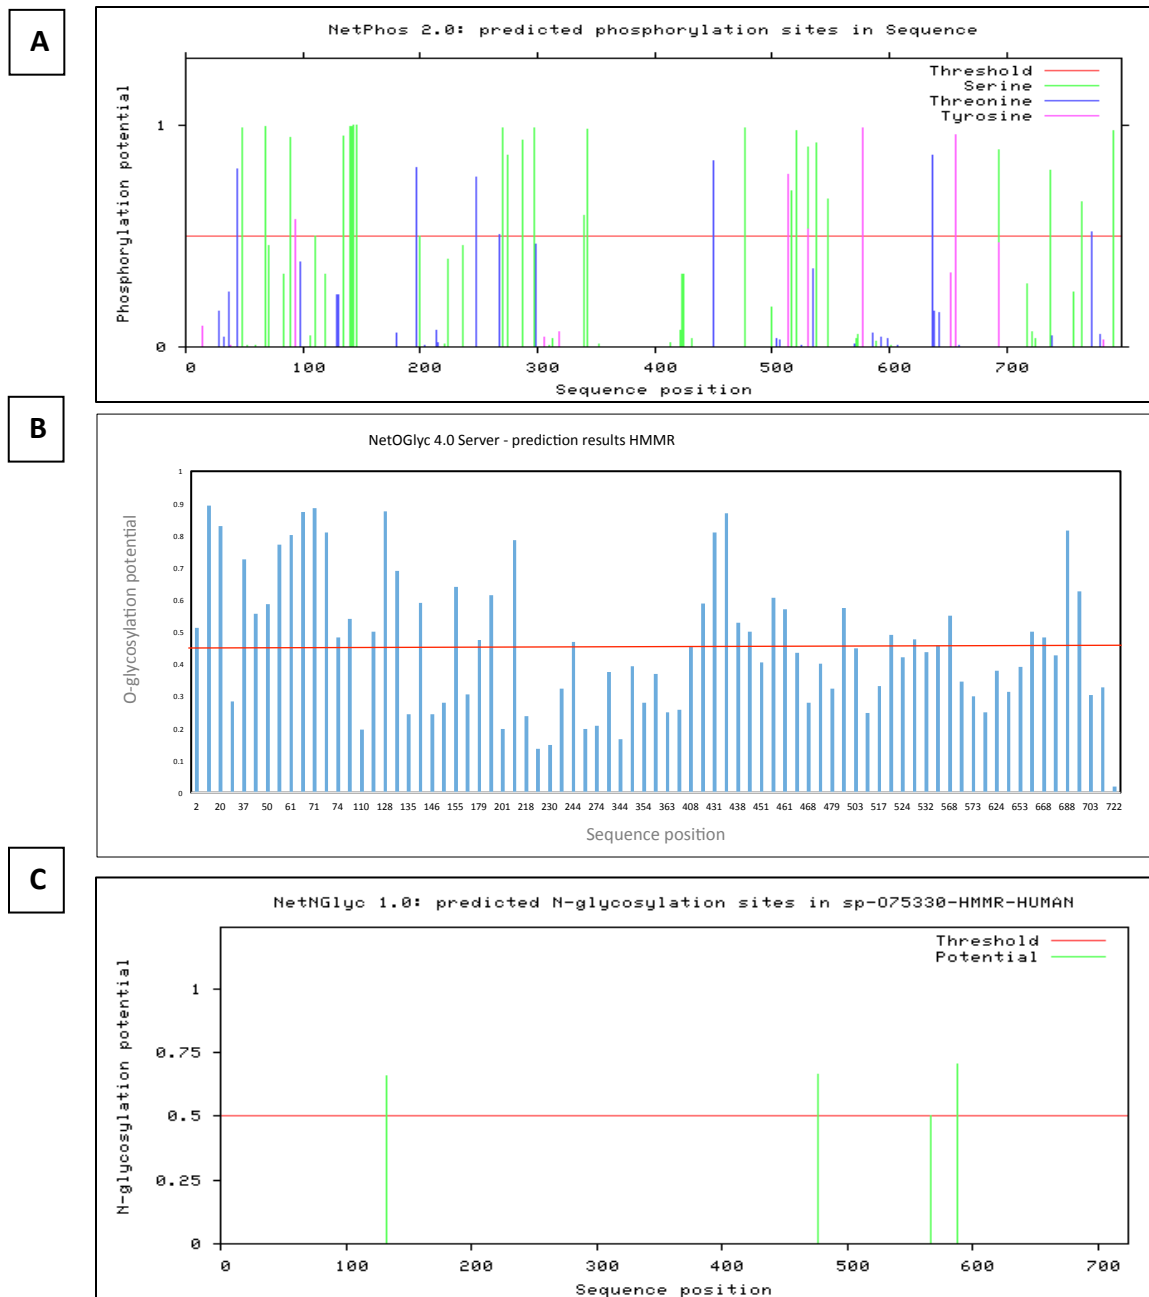 A
NetPhos 2.0: predicted phosphorylation sites in Sequence
Phosphorylation potential
Threshold
Serine
Threonine
Tyrosine
1
0
0 100 200 300 400 500 600 700
Sequence position
B
NetOGlyc 4.0 Server - prediction results HMMR
O-glycosylation potential
1
0.9
0.8
0.7
0.6
0.5
0.4
0.3
0.2
0.1
0
2 20 37 50 61 71 74 110 128 135 146 155 179 201 218 230 244 274 344 354 363 408 431 438 451 461 468 479 503 517 524 532 568 573 624 653 668 688 703 722
Sequence position
C
NetNGlyc 1.0: predicted N-glycosylation sites in sp-O75330-HMMR-HUMAN
N-glycosylation potential
Threshold
Potential
1
0.75
0.5
0.25
0
0 100 200 300 400 500 600 700
Sequence position